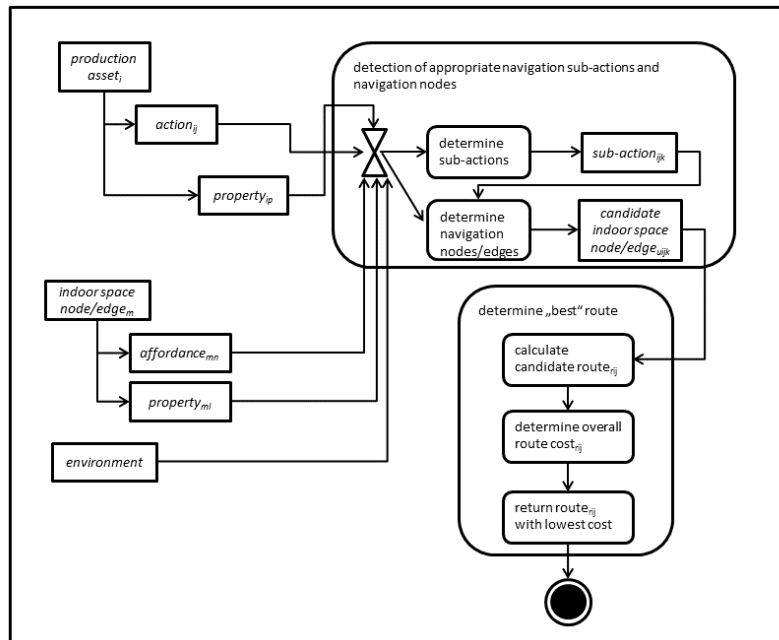 production
asset_i
action_ij
property_ip
detection of appropriate navigation sub-actions and
navigation nodes
determine
sub-actions
sub-action_ijk
determine
navigation
nodes/edges
candidate
indoor space
node/edge_uijk
indoor space
node/edge_m
affordance_mn
property_ml
environment
determine „best“ route
calculate
candidate route_rij
determine overall
route cost_rij
return route_rij
with lowest cost